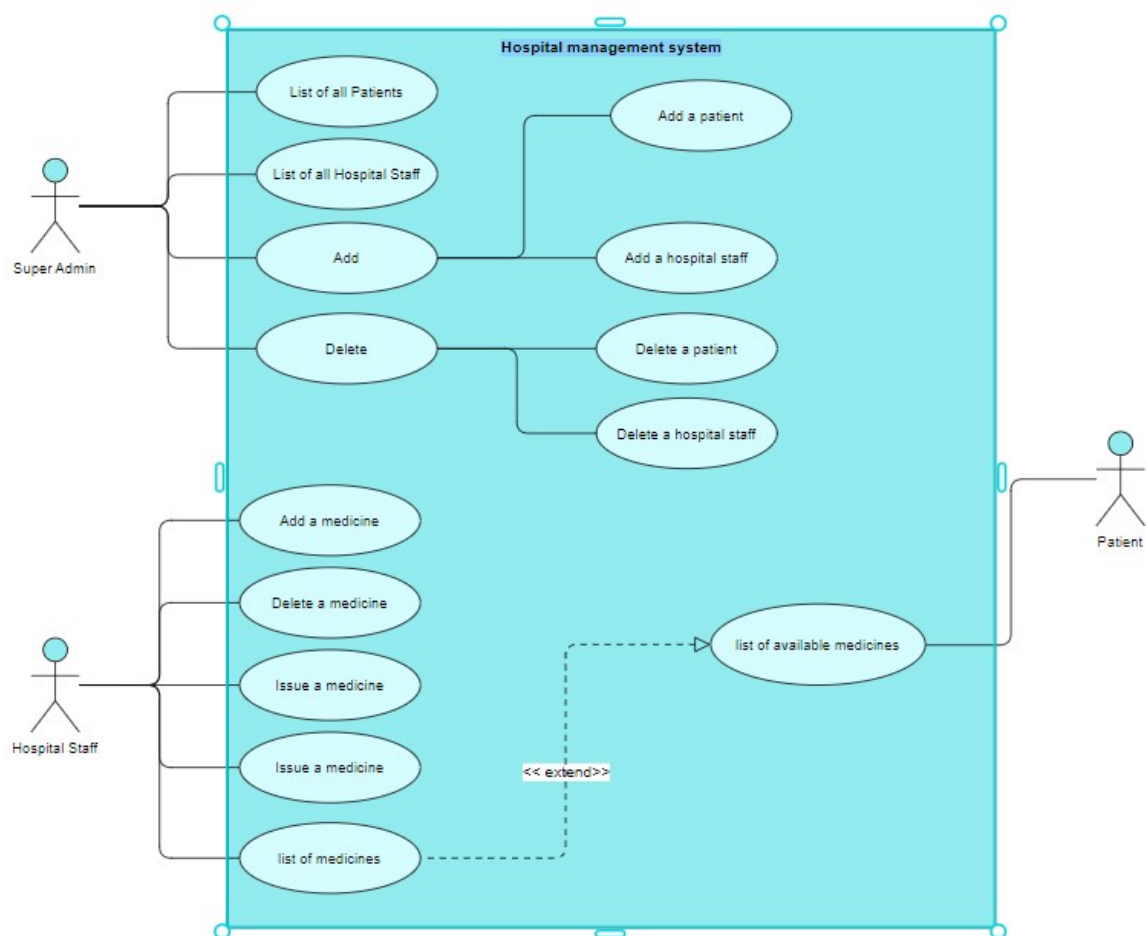 Hospital management system
List of all Patients
Add a patient
List of all Hospital Staff
Super Admin
Add
Add a hospital staff
Delete
Delete a patient
Delete a hospital staff
Add a medicine
Patient
Delete a medicine
list of available medicines
Issue a medicine
Hospital Staff
Issue a medicine
<< extend>>
list of medicines